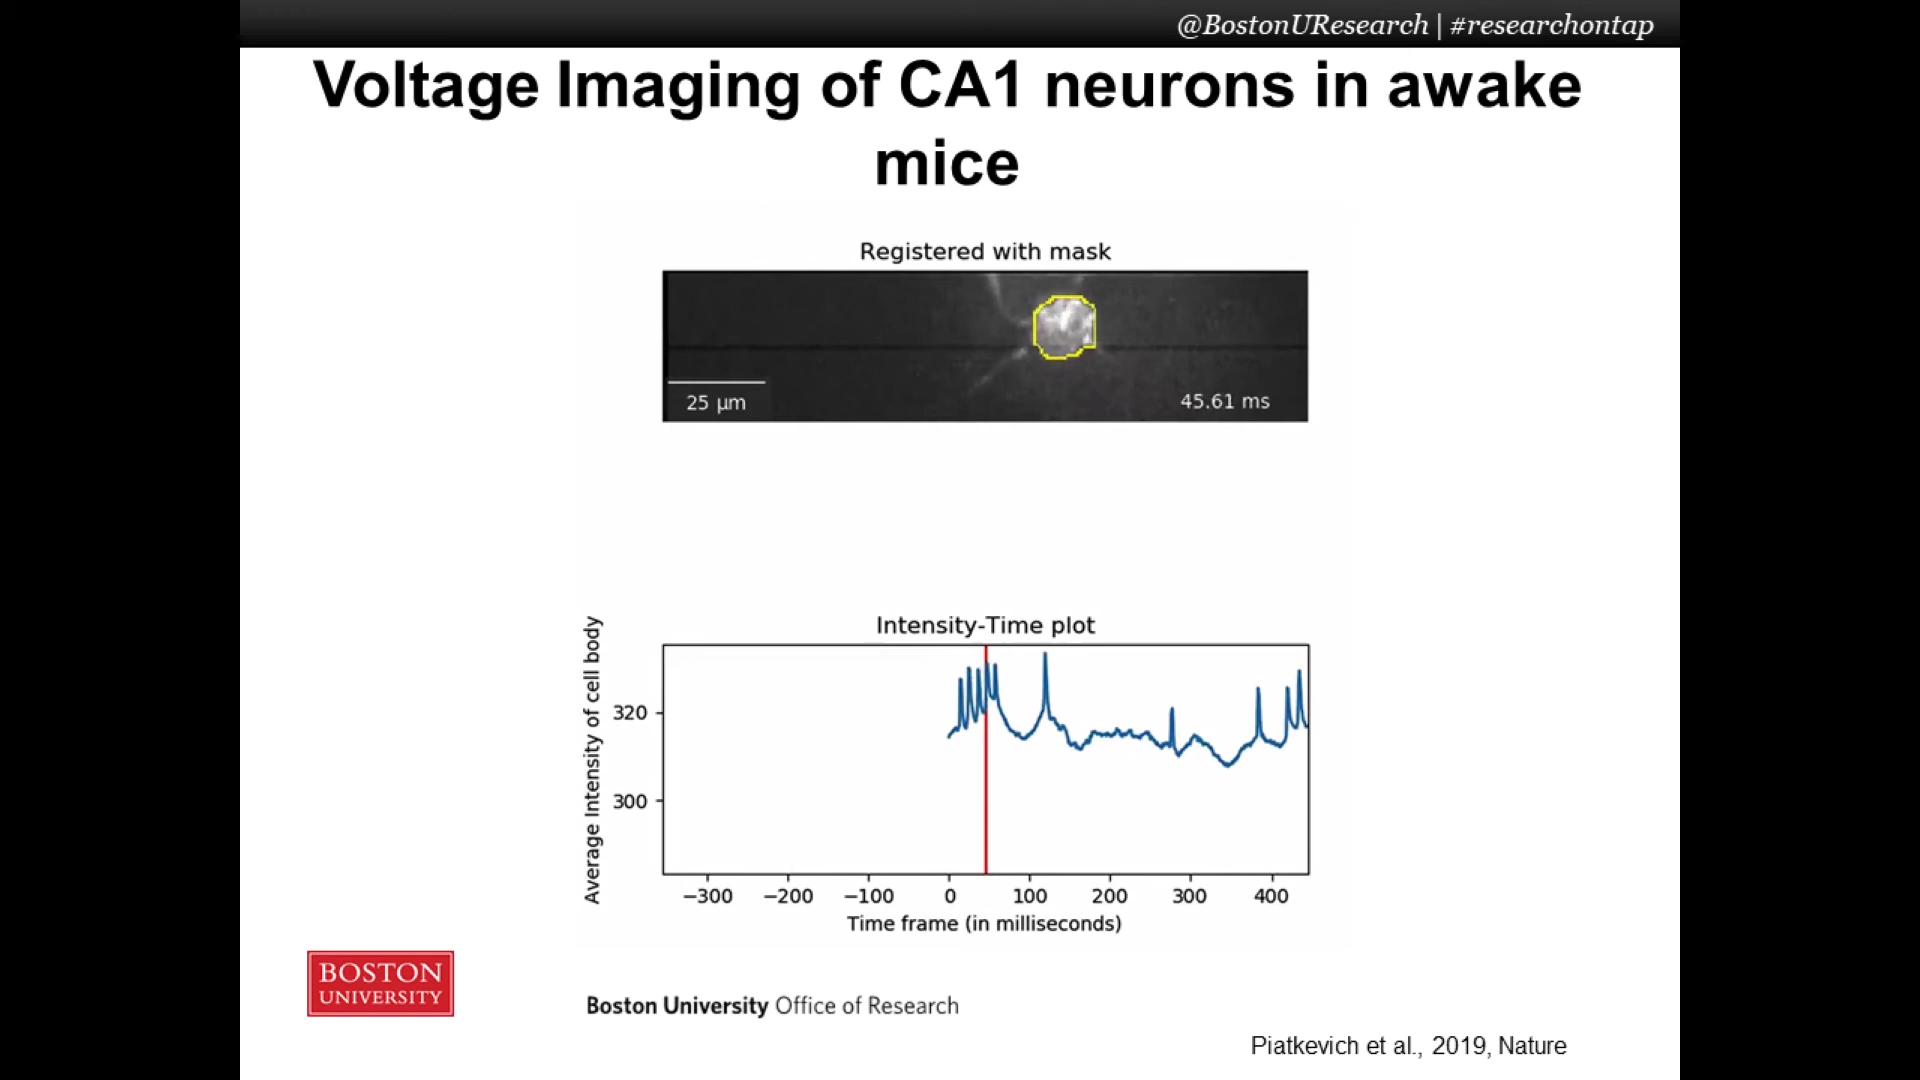 @BostonUResearch | #researchontap
Voltage Imaging of CA1 neurons in awake
mice
Registered with mask
25 µm
45.61 ms
Intensity-Time plot
Average Intensity of cell body
320
300
−300 −200 −100 0 100 200 300 400
Time frame (in milliseconds)
BOSTON
UNIVERSITY
Boston University Office of Research
Piatkevich et al., 2019, Nature